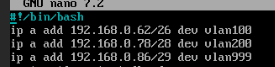 GNU nano 7.2
#!/bin/bash
ip a add 192.168.0.62/26 dev vlan100
ip a add 192.168.0.78/28 dev vlan200
ip a add 192.168.0.86/29 dev vlan999